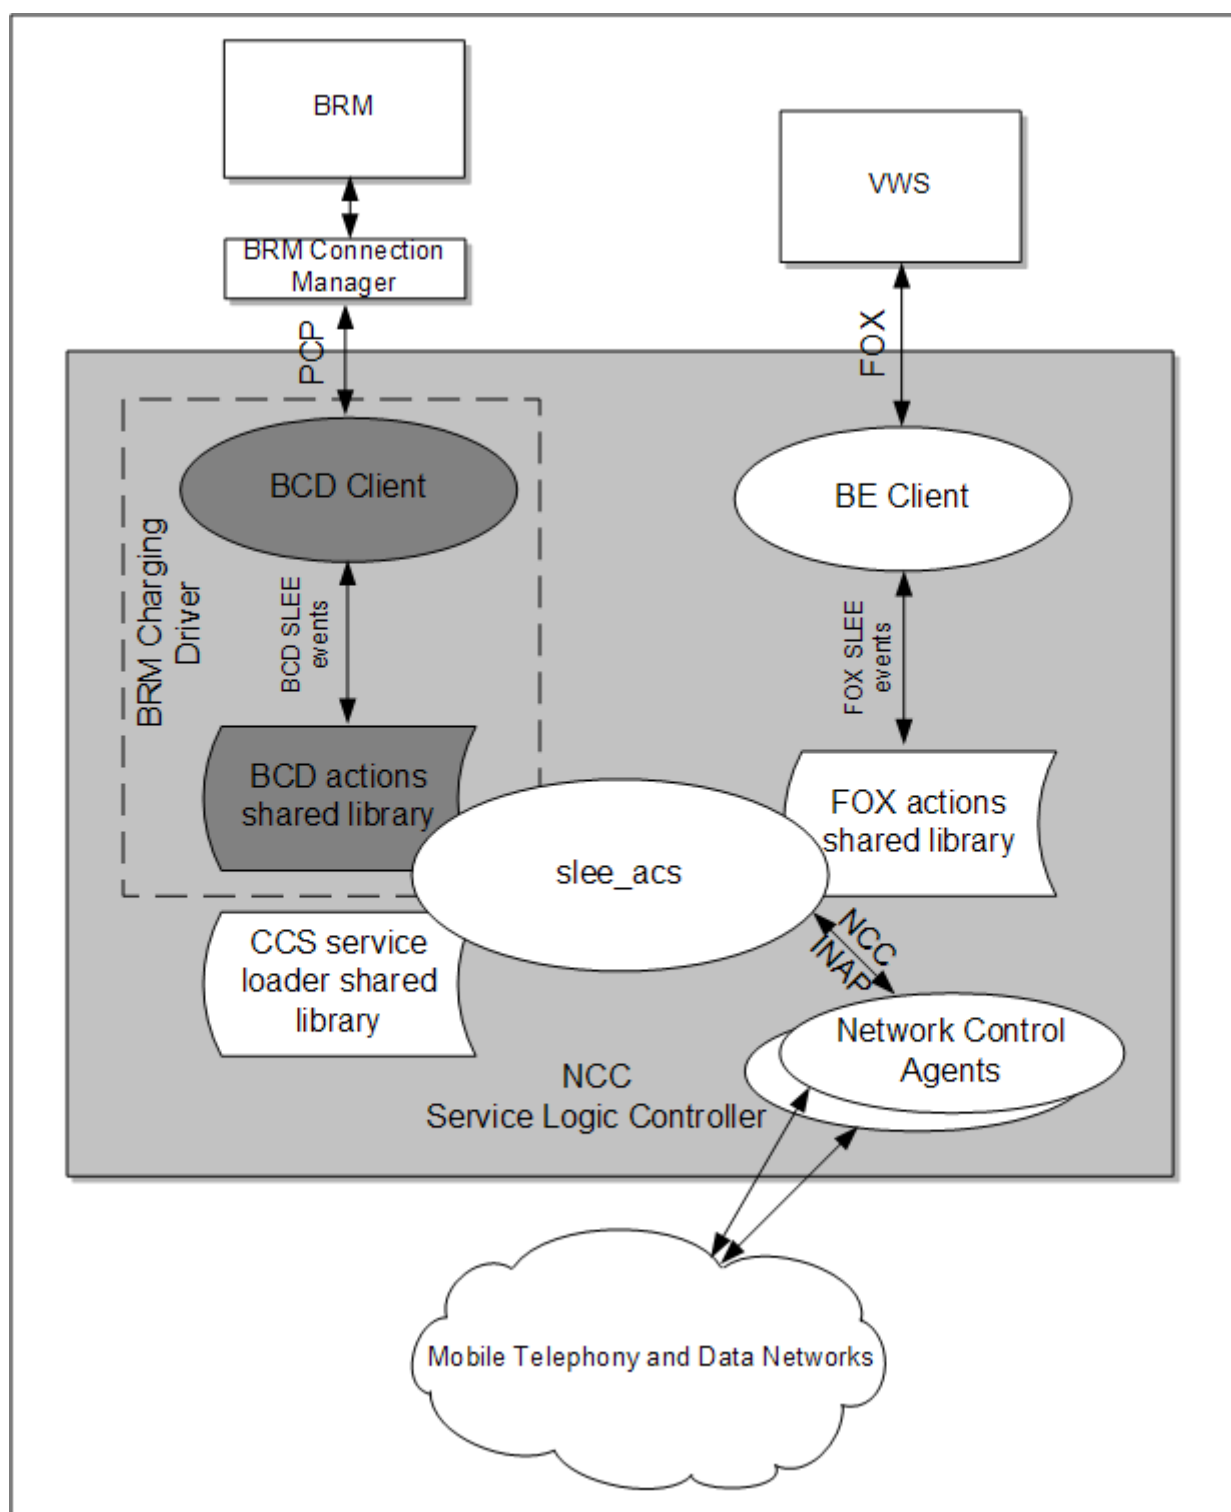 BRM
VWS
BRM Connection
Manager
PCP
FOX
BCD Client
BE Client
BRM Charging
Driver
BCD SLEE
events
FOX SLEE
events
BCD actions
shared library
FOX actions
shared library
slee_acs
CCS service
loader shared
library
NCC
INAP
Network Control
Agents
NCC
Service Logic Controller
Mobile Telephony and Data Networks